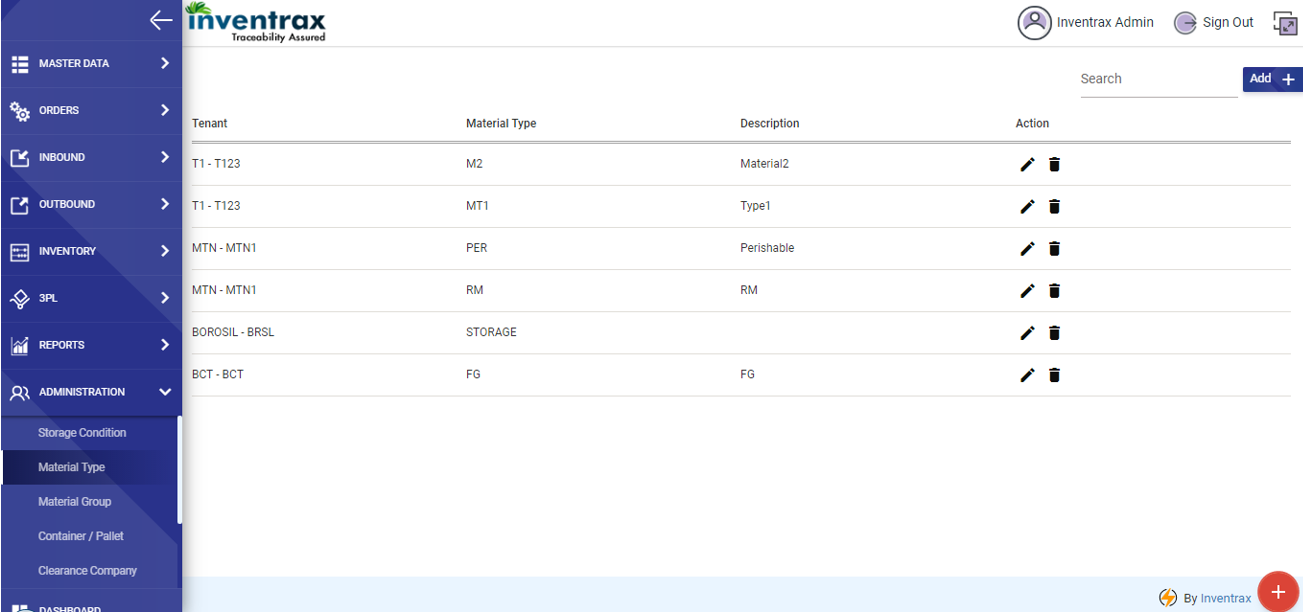 inventrax
Traceability Assured
Inventrax Admin
Sign Out
MASTER DATA
ORDERS
INBOUND
OUTBOUND
INVENTORY
3PL
REPORTS
ADMINISTRATION
Storage Condition
Material Type
Material Group
Container / Pallet
Clearance Company
DASHBOARD
Search
Add +
Tenant Material Type Description Action
T1 - T123 M2 Material2
T1 - T123 MT1 Type1
MTN - MTN1 PER Perishable
MTN - MTN1 RM RM
BOROSIL - BRSL STORAGE
BCT - BCT FG FG
By Inventrax
+